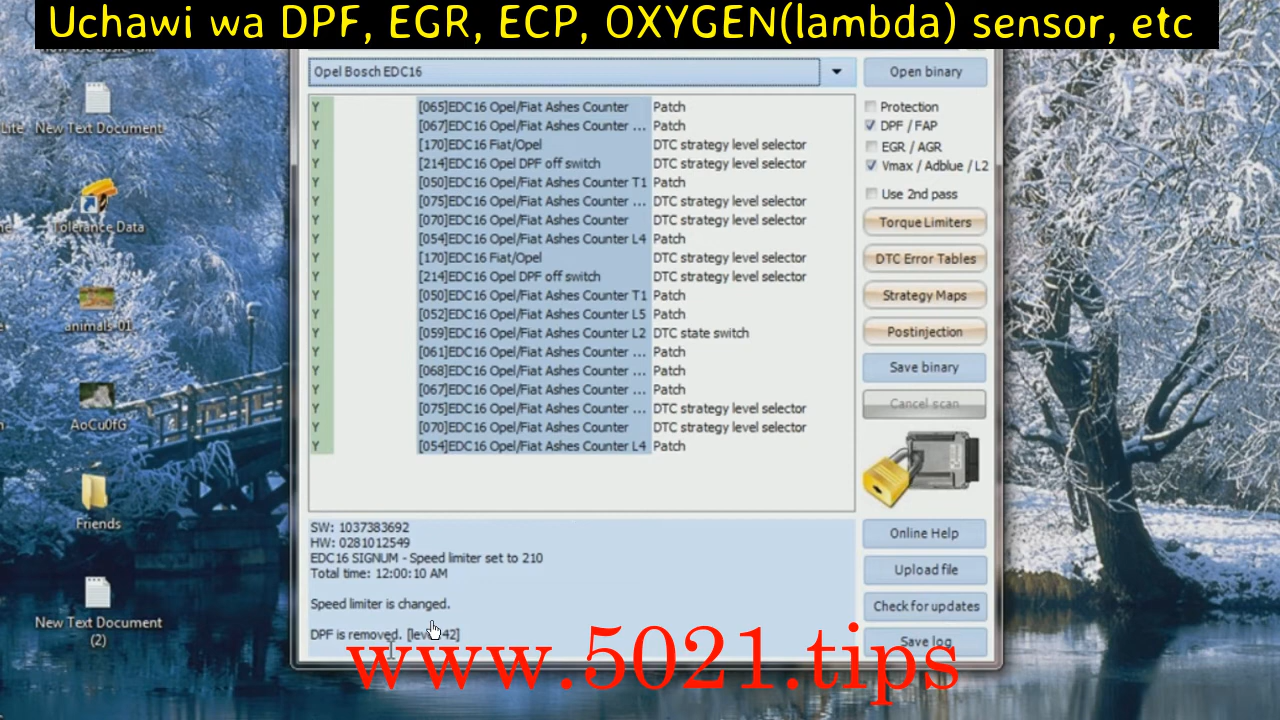 Uchawi wa DPF, EGR, ECP, OXYGEN(lambda) sensor, etc
New Text Document
Tolerance Data
animals-01
AoCu0fG
Friends
New Text Document
(2)
Opel Bosch EDC16
Open binary
Y [065]EDC16 Opel/Fiat Ashes Counter Patch
Y [067]EDC16 Opel/Fiat Ashes Counter ... Patch
Y [170]EDC16 Fiat/Opel DTC strategy level selector
Y [214]EDC16 Opel DPF off switch DTC strategy level selector
Y [050]EDC16 Opel/Fiat Ashes Counter T1 Patch
Y [075]EDC16 Opel/Fiat Ashes Counter ... DTC strategy level selector
Y [070]EDC16 Opel/Fiat Ashes Counter DTC strategy level selector
Y [054]EDC16 Opel/Fiat Ashes Counter L4 Patch
Y [170]EDC16 Fiat/Opel DTC strategy level selector
Y [214]EDC16 Opel DPF off switch DTC strategy level selector
Y [050]EDC16 Opel/Fiat Ashes Counter T1 Patch
Y [052]EDC16 Opel/Fiat Ashes Counter L5 Patch
Y [059]EDC16 Opel/Fiat Ashes Counter L2 DTC state switch
Y [061]EDC16 Opel/Fiat Ashes Counter ... Patch
Y [068]EDC16 Opel/Fiat Ashes Counter ... Patch
Y [067]EDC16 Opel/Fiat Ashes Counter ... Patch
Y [075]EDC16 Opel/Fiat Ashes Counter ... DTC strategy level selector
Y [070]EDC16 Opel/Fiat Ashes Counter DTC strategy level selector
Y [054]EDC16 Opel/Fiat Ashes Counter L4 Patch
Protection
DPF / FAP
EGR / AGR
Vmax / Adblue / L2
Use 2nd pass
Torque Limiters
DTC Error Tables
Strategy Maps
Postinjection
Save binary
Cancel scan
Online Help
Upload file
Check for updates
Save log
SW: 1037383692
HW: 0281012549
EDC16 SIGNUM - Speed limiter set to 210
Total time: 12:00:10 AM
Speed limiter is changed.
DPF is removed.
www.5021.tips